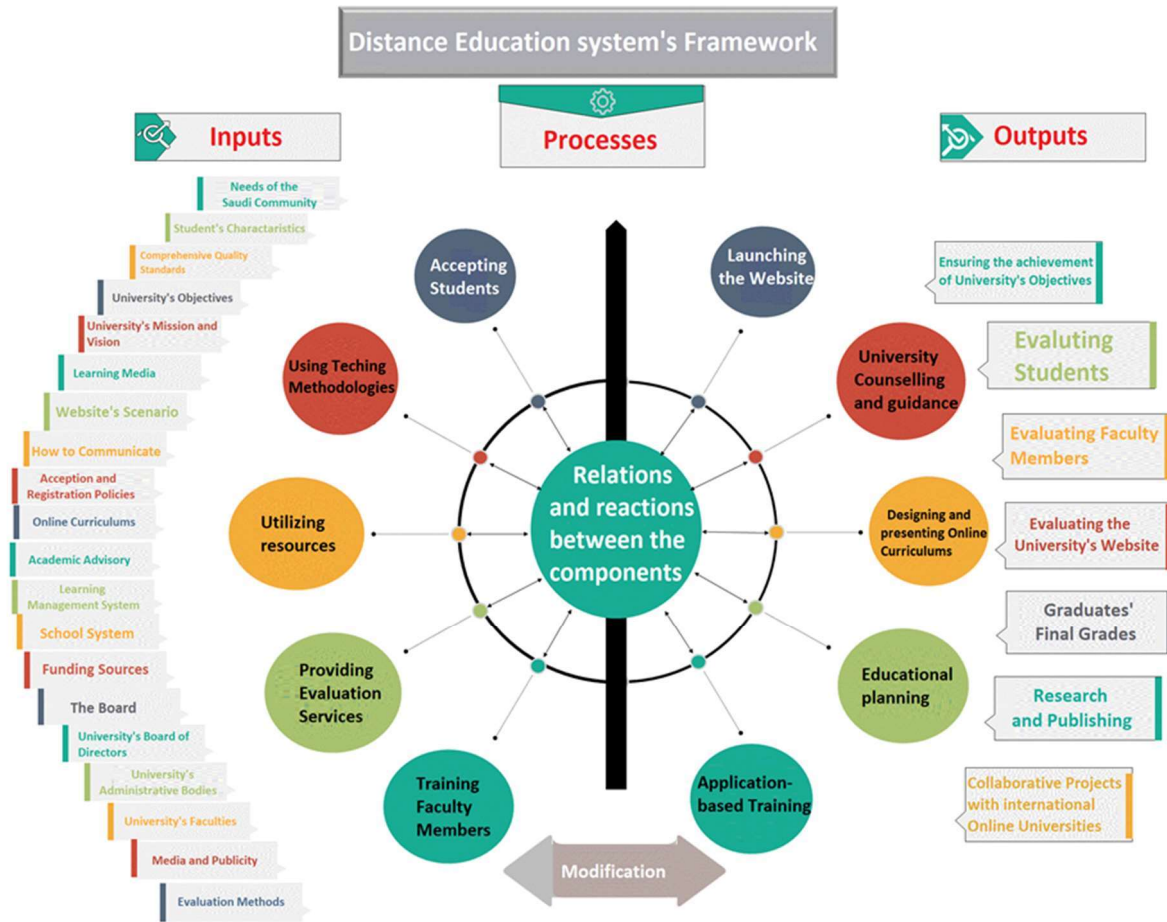 Distance Education system's Framework
Inputs
Processes
Outputs
Needs of the
Saudi Community
Student's Charactaristics
Comprehensive Quality
Standards
University's Objectives
University's Mission and
Vision
Learning Media
Website's Scenario
How to Communicate
Acception and
Registration Policies
Online Curriculums
Academic Advisory
Learning
Management System
School System
Funding Sources
The Board
University's Board of
Directors
University's
Administrative Bodies
University's Faculties
Media and Publicity
Evaluation Methods
Accepting
Students
Launching
the Website
Using Teching
Methodologies
University
Counselling
and guidance
Utilizing
resources
Relations
and reactions
between the
components
Designing and
presenting Online
Curriculums
Providing
Evaluation
Services
Educational
planning
Training
Faculty
Members
Application-
based Training
Modification
Ensuring the achievement
of University's Objectives
Evaluting
Students
Evaluating Faculty
Members
Evaluating the
University's Website
Graduates'
Final Grades
Research
and Publishing
Collaborative Projects
with international
Online Universities